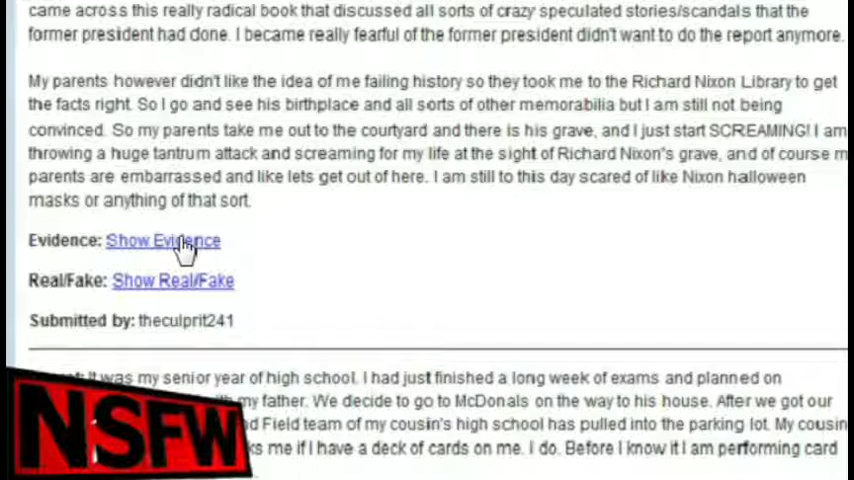 came across this really radical book that discussed all sorts of crazy speculated stories/scandals that the
former president had done. I became really fearful of the former president didn't want to do the report anymore.
My parents however didn't like the idea of me failing history so they took me to the Richard Nixon Library to get
the facts right. So I go and see his birthplace and all sorts of other memorabilia but I am still not being
convinced. So my parents take me out to the courtyard and there is his grave, and I just start SCREAMING! I am
throwing a huge tantrum attack and screaming for my life at the sight of Richard Nixon's grave, and of course m
parents are embarrassed and like lets get out of here. I am still to this day scared of like Nixon halloween
masks or anything of that sort.
Evidence: Show Evidence
Real/Fake: Show Real/Fake
Submitted by: theculprit241
It was my senior year of high school. I had just finished a long week of exams and planned on
my father. We decide to go to McDonals on the way to his house. After we got our
d Field team of my cousin's high school has pulled into the parking lot. My cousin
ks me if I have a deck of cards on me. I do. Before I know it I am performing card
NSFW